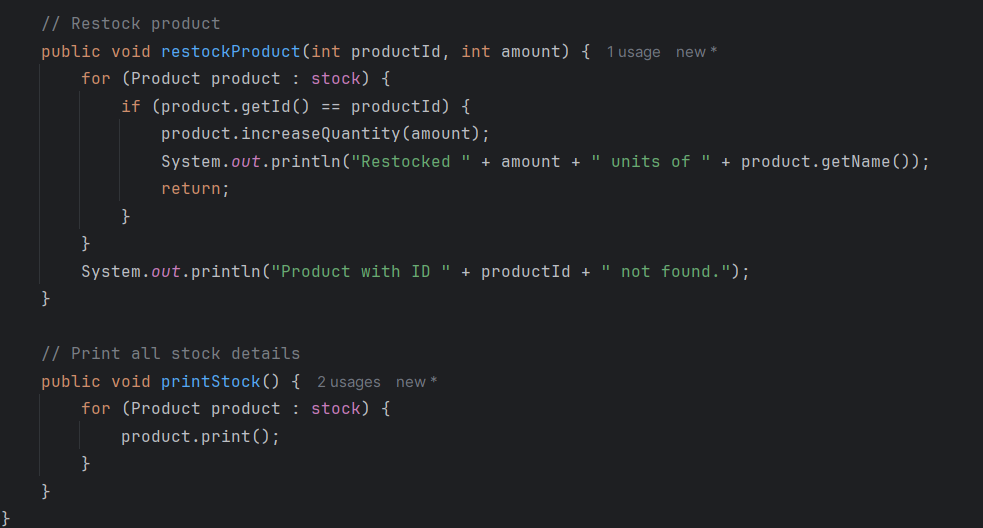 // Restock product
public void restockProduct(int productId, int amount) { 1 usage new *
for (Product product : stock) {
if (product.getId() == productId) {
product.increaseQuantity(amount);
System.out.println("Restocked " + amount + " units of " + product.getName());
return;
}
}
System.out.println("Product with ID " + productId + " not found.");
}
// Print all stock details
public void printStock() { 2 usages new *
for (Product product : stock) {
product.print();
}
}
}